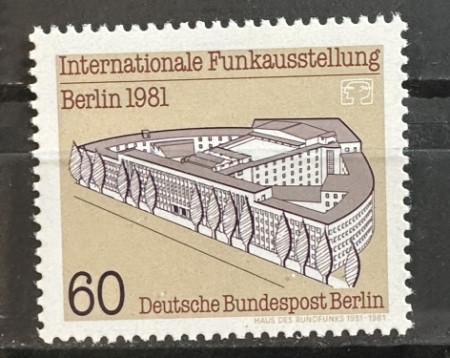 Internationale Funkausstellung
Berlin 1981
60
Deutsche Bundespost Berlin
HAUS DES RUNDFUNKS 1931-1981